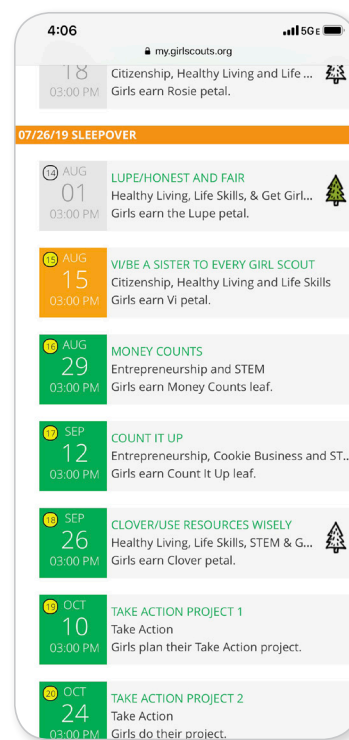 4:06
5G E
my.girlscouts.org
18
Citizenship, Healthy Living and Life ...
03:00 PM
Girls earn Rosie petal.
07/26/19 SLEEPOVER
14 AUG
01
03:00 PM
LUPE/HONEST AND FAIR
Healthy Living, Life Skills, & Get Girl...
Girls earn the Lupe petal.
15 AUG
15
03:00 PM
VI/BE A SISTER TO EVERY GIRL SCOUT
Citizenship, Healthy Living and Life Skills
Girls earn Vi petal.
16 AUG
29
03:00 PM
MONEY COUNTS
Entrepreneurship and STEM
Girls earn Money Counts leaf.
17 SEP
12
03:00 PM
COUNT IT UP
Entrepreneurship, Cookie Business and ST...
Girls earn Count It Up leaf.
18 SEP
26
03:00 PM
CLOVER/USE RESOURCES WISELY
Healthy Living, Life Skills, STEM & G...
Girls earn Clover petal.
19 OCT
10
03:00 PM
TAKE ACTION PROJECT 1
Take Action
Girls plan their Take Action project.
20 OCT
24
03:00 PM
TAKE ACTION PROJECT 2
Take Action
Girls do their project.